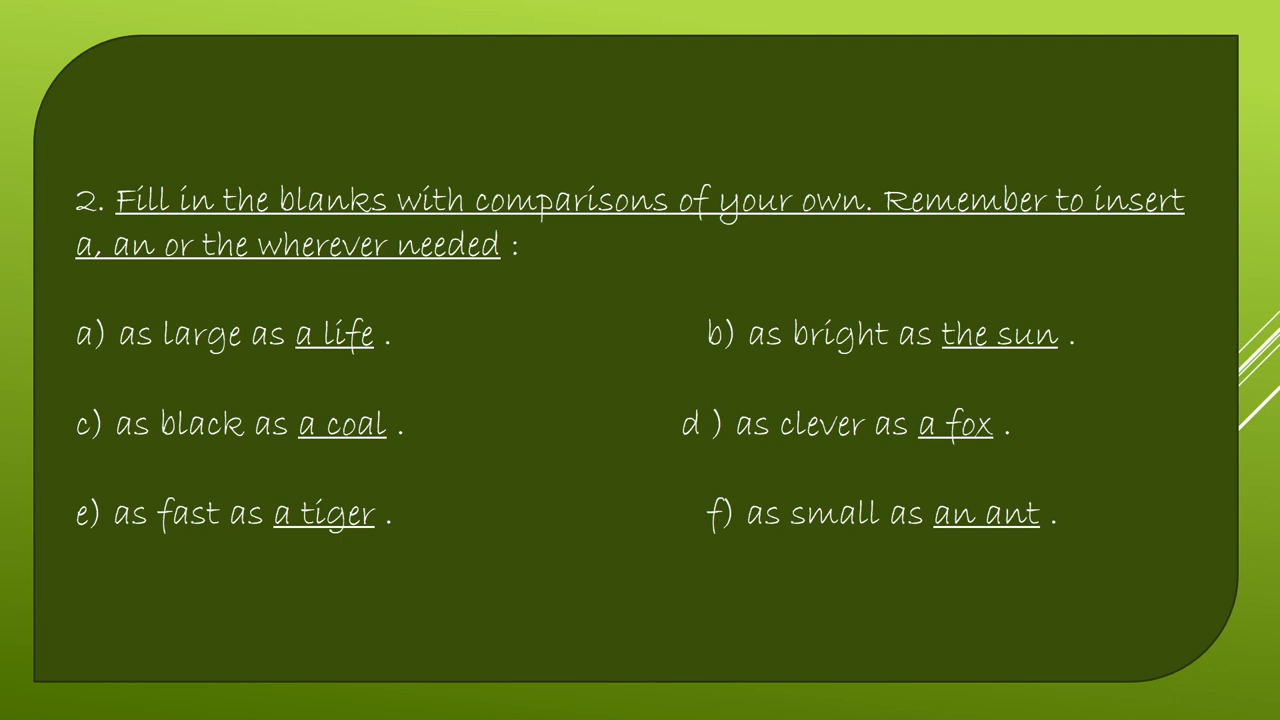 2. Fill in the blanks with comparisons of your own. Remember to insert
a, an or the wherever needed :
a) as large as a life .
b) as bright as the sun .
c) as black as a coal .
d ) as clever as a fox .
e) as fast as a tiger .
f) as small as an ant .